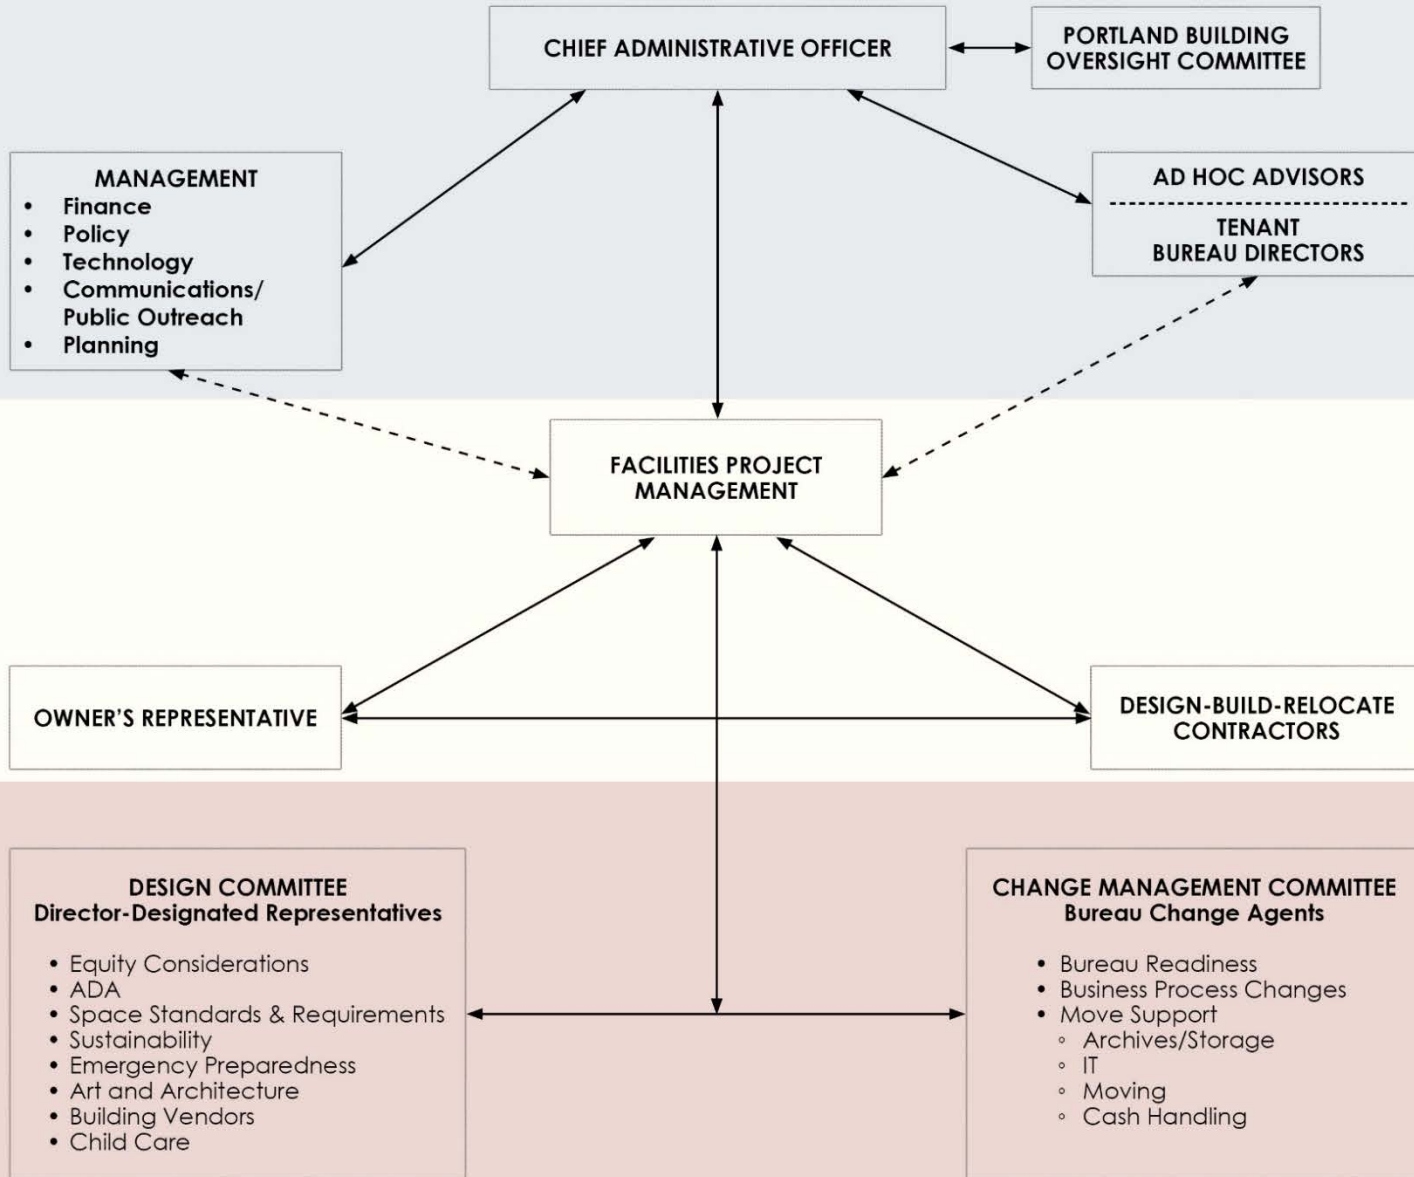 CHIEF ADMINISTRATIVE OFFICER
PORTLAND BUILDING
OVERSIGHT COMMITTEE
MANAGEMENT
• Finance
• Policy
• Technology
• Communications/
Public Outreach
• Planning
AD HOC ADVISORS
TENANT
BUREAU DIRECTORS
FACILITIES PROJECT
MANAGEMENT
OWNER'S REPRESENTATIVE
DESIGN-BUILD-RELOCATE
CONTRACTORS
DESIGN COMMITTEE
Director-Designated Representatives
• Equity Considerations
• ADA
• Space Standards & Requirements
• Sustainability
• Emergency Preparedness
• Art and Architecture
• Building Vendors
• Child Care
CHANGE MANAGEMENT COMMITTEE
Bureau Change Agents
• Bureau Readiness
• Business Process Changes
• Move Support
◦ Archives/Storage
◦ IT
◦ Moving
◦ Cash Handling